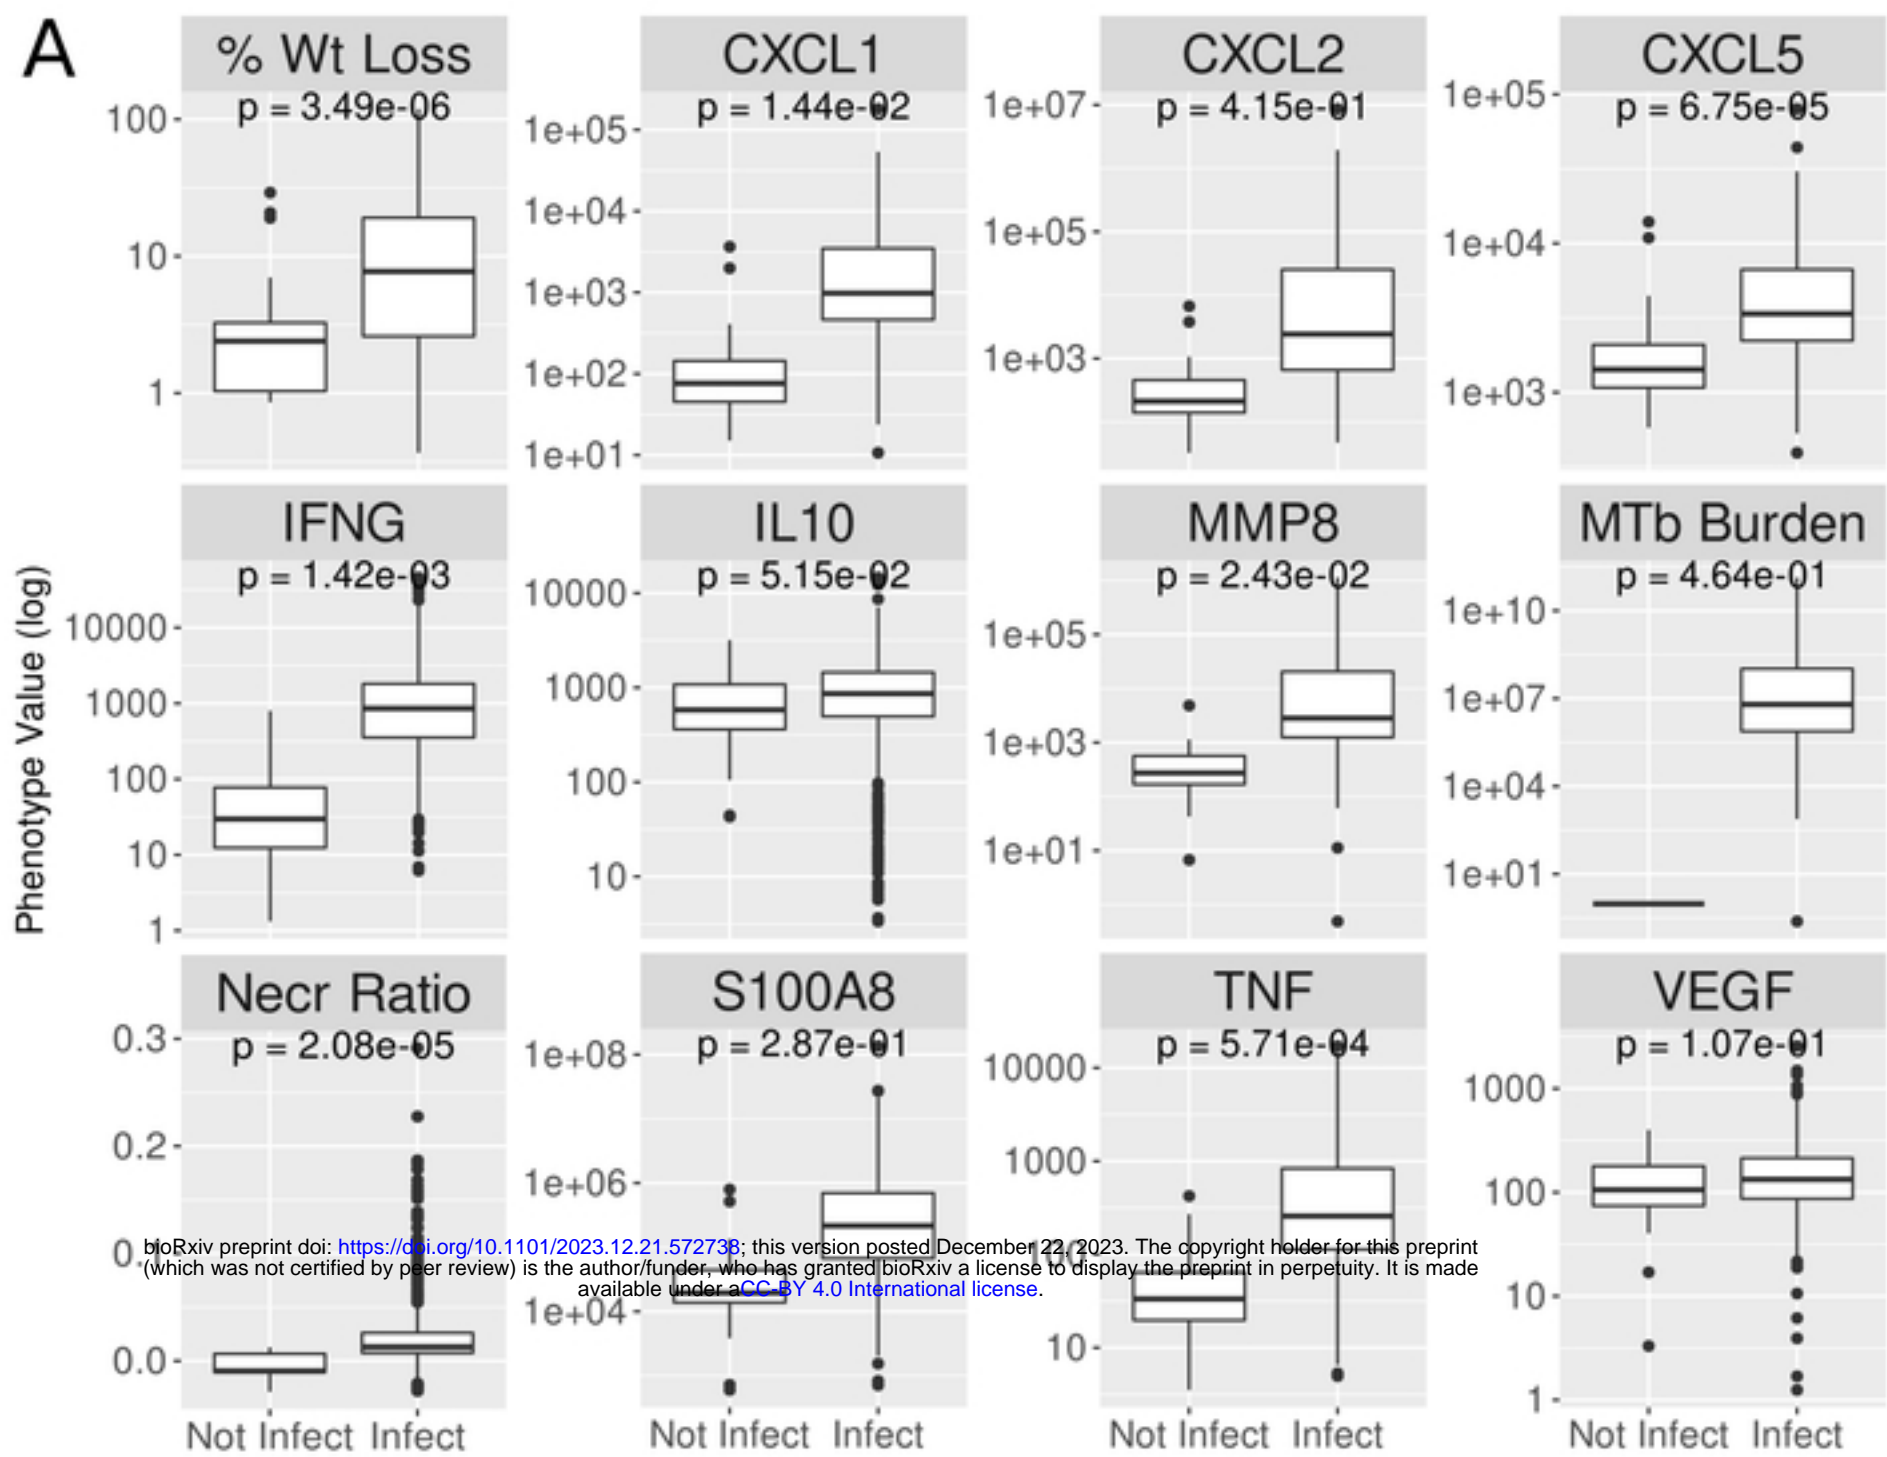 A
% Wt Loss
CXCL1
CXCL2
CXCL5
p = 3.49e-06
p = 1.44e-02
p = 4.15e-01
p = 6.75e-05
100
10
1
1e+05
1e+04
1e+03
1e+02
1e+01
1e+07
1e+05
1e+03
1e+05
1e+04
1e+03
Phenotype Value (log)
IFNG
IL10
MMP8
MTb Burden
p = 1.42e-03
p = 5.15e-02
p = 2.43e-02
p = 4.64e-01
10000
1000
100
10
1
10000
1000
100
10
1e+05
1e+03
1e+01
1e+10
1e+07
1e+04
1e+01
Necr Ratio
S100A8
TNF
VEGF
p = 2.08e-05
p = 2.87e-01
p = 5.71e-04
p = 1.07e-01
0.3
0.2
0.0
1e+08
1e+06
1e+04
10000
1000
100
10
1000
100
10
1
bioRxiv preprint doi: https://doi.org/10.1101/2023.12.21.572738; this version posted December 22, 2023. The copyright holder for this preprint
(which was not certified by peer review) is the author/funder, who has granted bioRxiv a license to display the preprint in perpetuity. It is made
available under aCC-BY 4.0 International license.
Not Infect Infect
Not Infect Infect
Not Infect Infect
Not Infect Infect